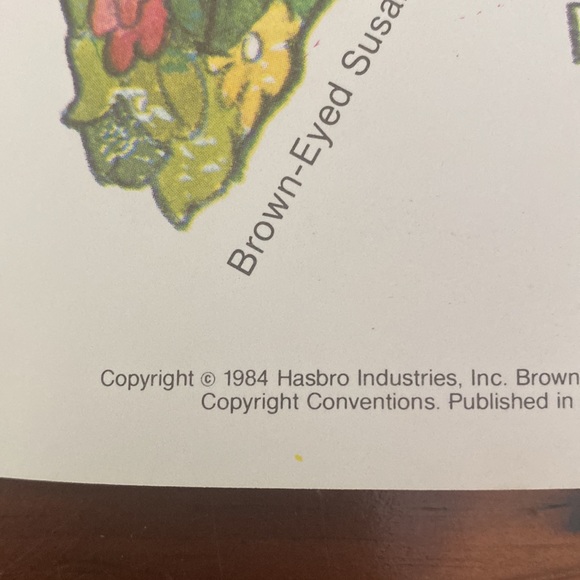 Brown-Eyed Susa
Copyright © 1984 Hasbro Industries, Inc. Brown
Copyright Conventions. Published in